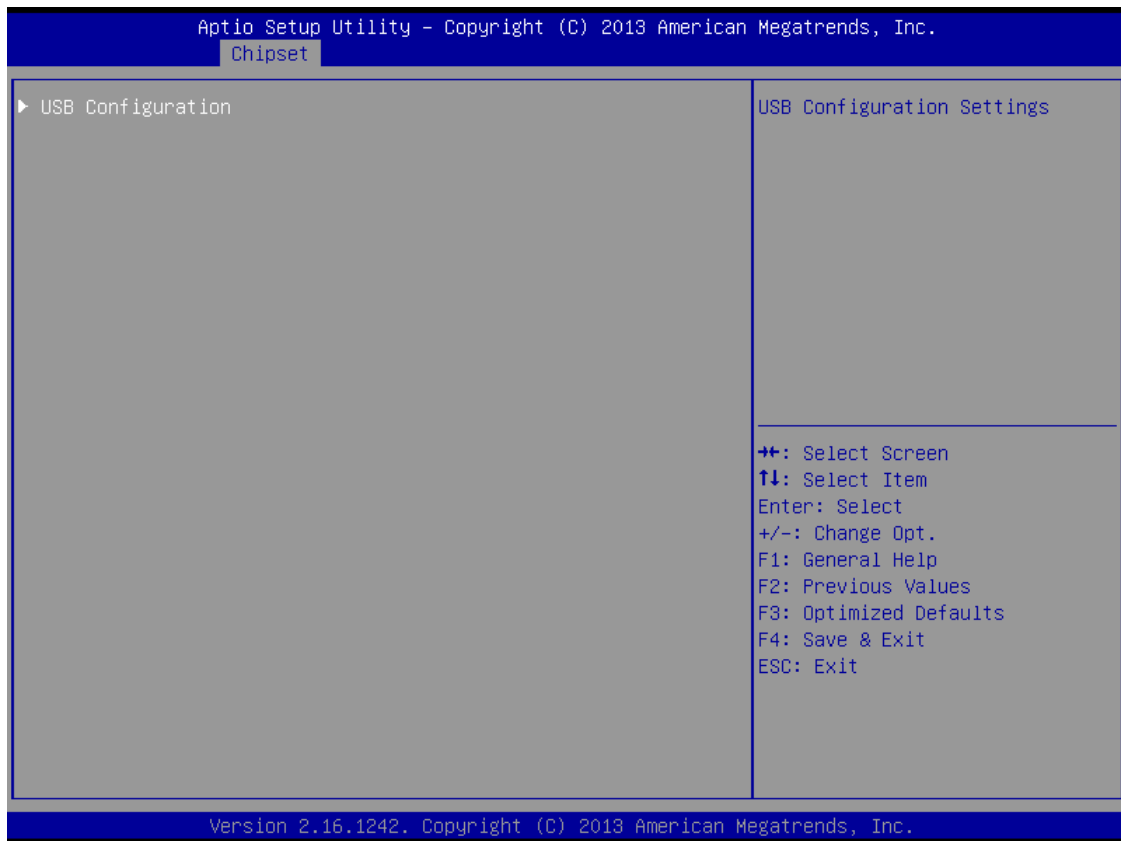 Aptio Setup Utility – Copyright (C) 2013 American Megatrends, Inc.
Chipset
► USB Configuration
USB Configuration Settings
→←: Select Screen
↑↓: Select Item
Enter: Select
+/-: Change Opt.
F1: General Help
F2: Previous Values
F3: Optimized Defaults
F4: Save & Exit
ESC: Exit
Version 2.16.1242. Copyright (C) 2013 American Megatrends, Inc.